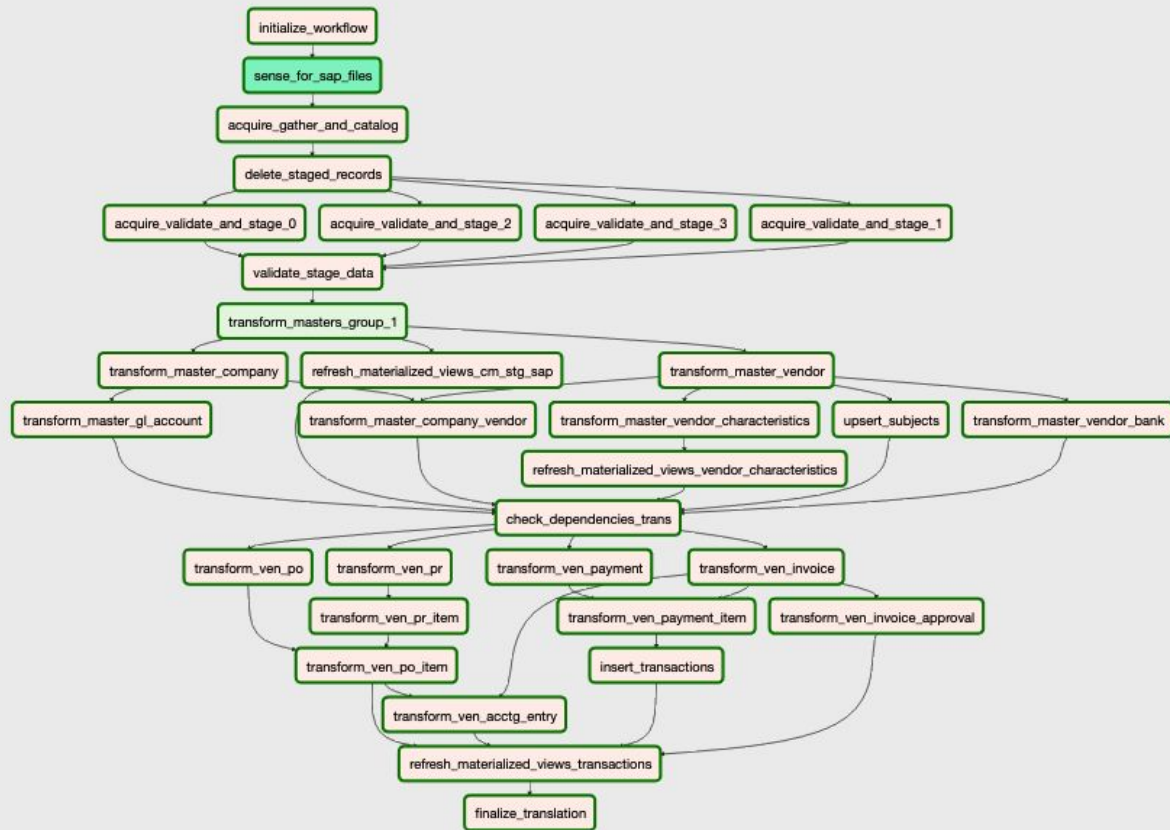 initialize_workflow
sense_for_sap_files
acquire_gather_and_catalog
delete_staged_records
acquire_validate_and_stage_0
acquire_validate_and_stage_2
acquire_validate_and_stage_3
acquire_validate_and_stage_1
validate_stage_data
transform_masters_group_1
transform_master_company
refresh_materialized_views_cm_stg_sap
transform_master_vendor
transform_master_gl_account
transform_master_company_vendor
transform_master_vendor_characteristics
upsert_subjects
transform_master_vendor_bank
refresh_materialized_views_vendor_characteristics
check_dependencies_trans
transform_ven_po
transform_ven_pr
transform_ven_payment
transform_ven_invoice
transform_ven_pr_item
transform_ven_payment_item
transform_ven_invoice_approval
transform_ven_po_item
insert_transactions
transform_ven_acctg_entry
refresh_materialized_views_transactions
finalize_translation